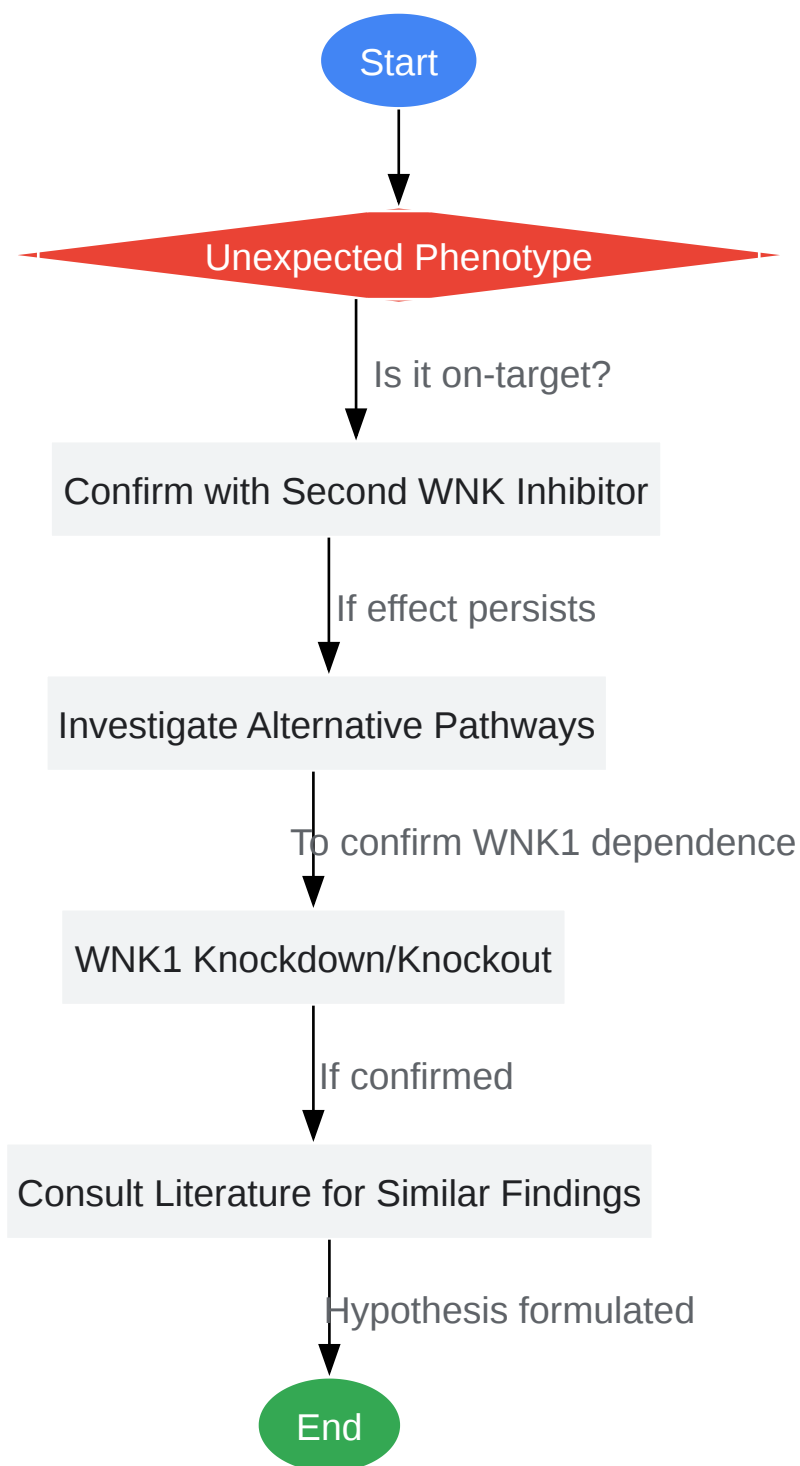 Start
Unexpected Phenotype
Is it on-target?
Confirm with Second WNK Inhibitor
If effect persists
Investigate Alternative Pathways
To confirm WNK1 dependence
WNK1 Knockdown/Knockout
If confirmed
Consult Literature for Similar Findings
Hypothesis formulated
End